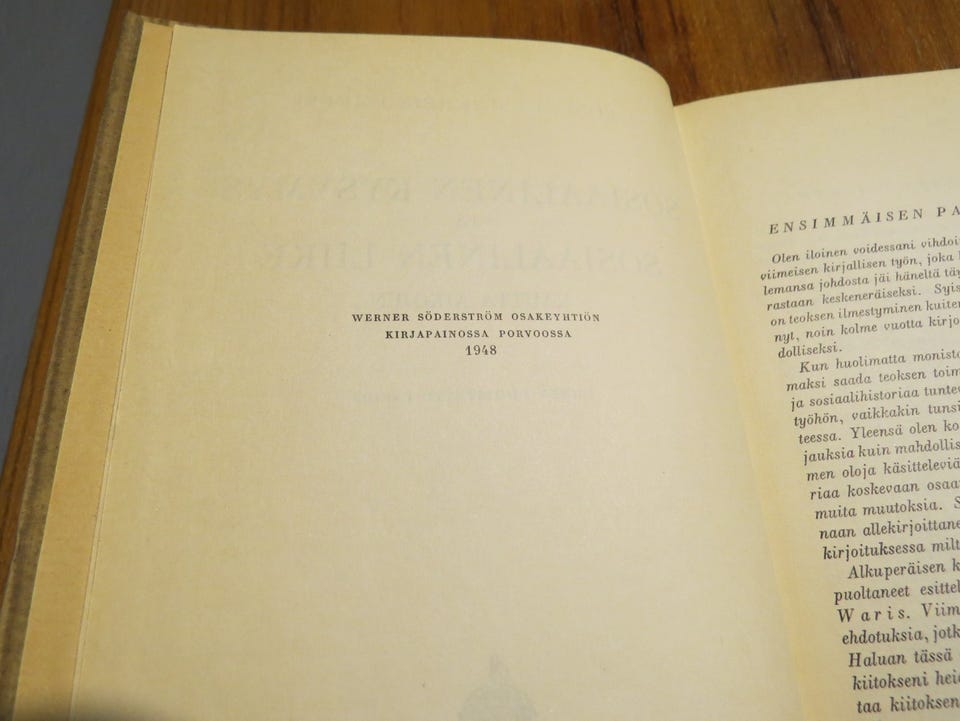 WERNER SÖDERSTRÖM OSAKEYHTIÖN
KIRJAPAINOSSA PORVOOSSA
1948
ENSIMMÄISEN PA
Olen iloinen voidessani vihdoi
viimeisen kirjallisen työn, joka
lemansa johdosta jäi häneltä täy
rastaan keskeneräiseksi. Syis
on teoksen ilmestyminen kuiten
nyt, noin kolme vuotta kirjo
dolliseksi.
Kun huolimatta monista
maksi saada teoksen toim
ja sosiaalihistoriaa tunte
työhön, vaikkakin tunsi
teessa. Yleensä olen ko
jauksia kuin mahdollis
men oloja käsitteleviä
riaa koskevaan osaa
muita muutoksia. S
naan allekirjoittane
kirjoituksessa milt
Alkuperäisen k
puoltaneet esittel
Waris. Viim
ehdotuksia, jotk
Haluan tässä
kiitokseni hei
taa kiitoksen